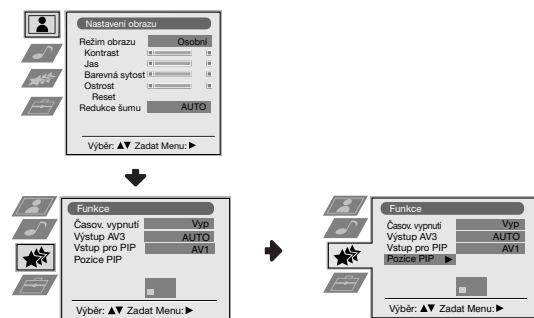 Nastavení obrazu
Režim obrazu Osobní
Kontrast
Jas
Barevná sytost
Ostrost
Reset
Redukce šumu AUTO
Výběr: ▲▼ Zadat Menu: ►
Funkce
Časov. vypnutí Vyp
Výstup AV3 AUTO
Vstup pro PIP AV1
Pozice PIP
Výběr: ▲▼ Zadat Menu: ►
Funkce
Časov. vypnutí Vyp
Výstup AV3 AUTO
Vstup pro PIP AV1
Pozice PIP ►
Výběr: ▲▼ Zadat Menu: ►